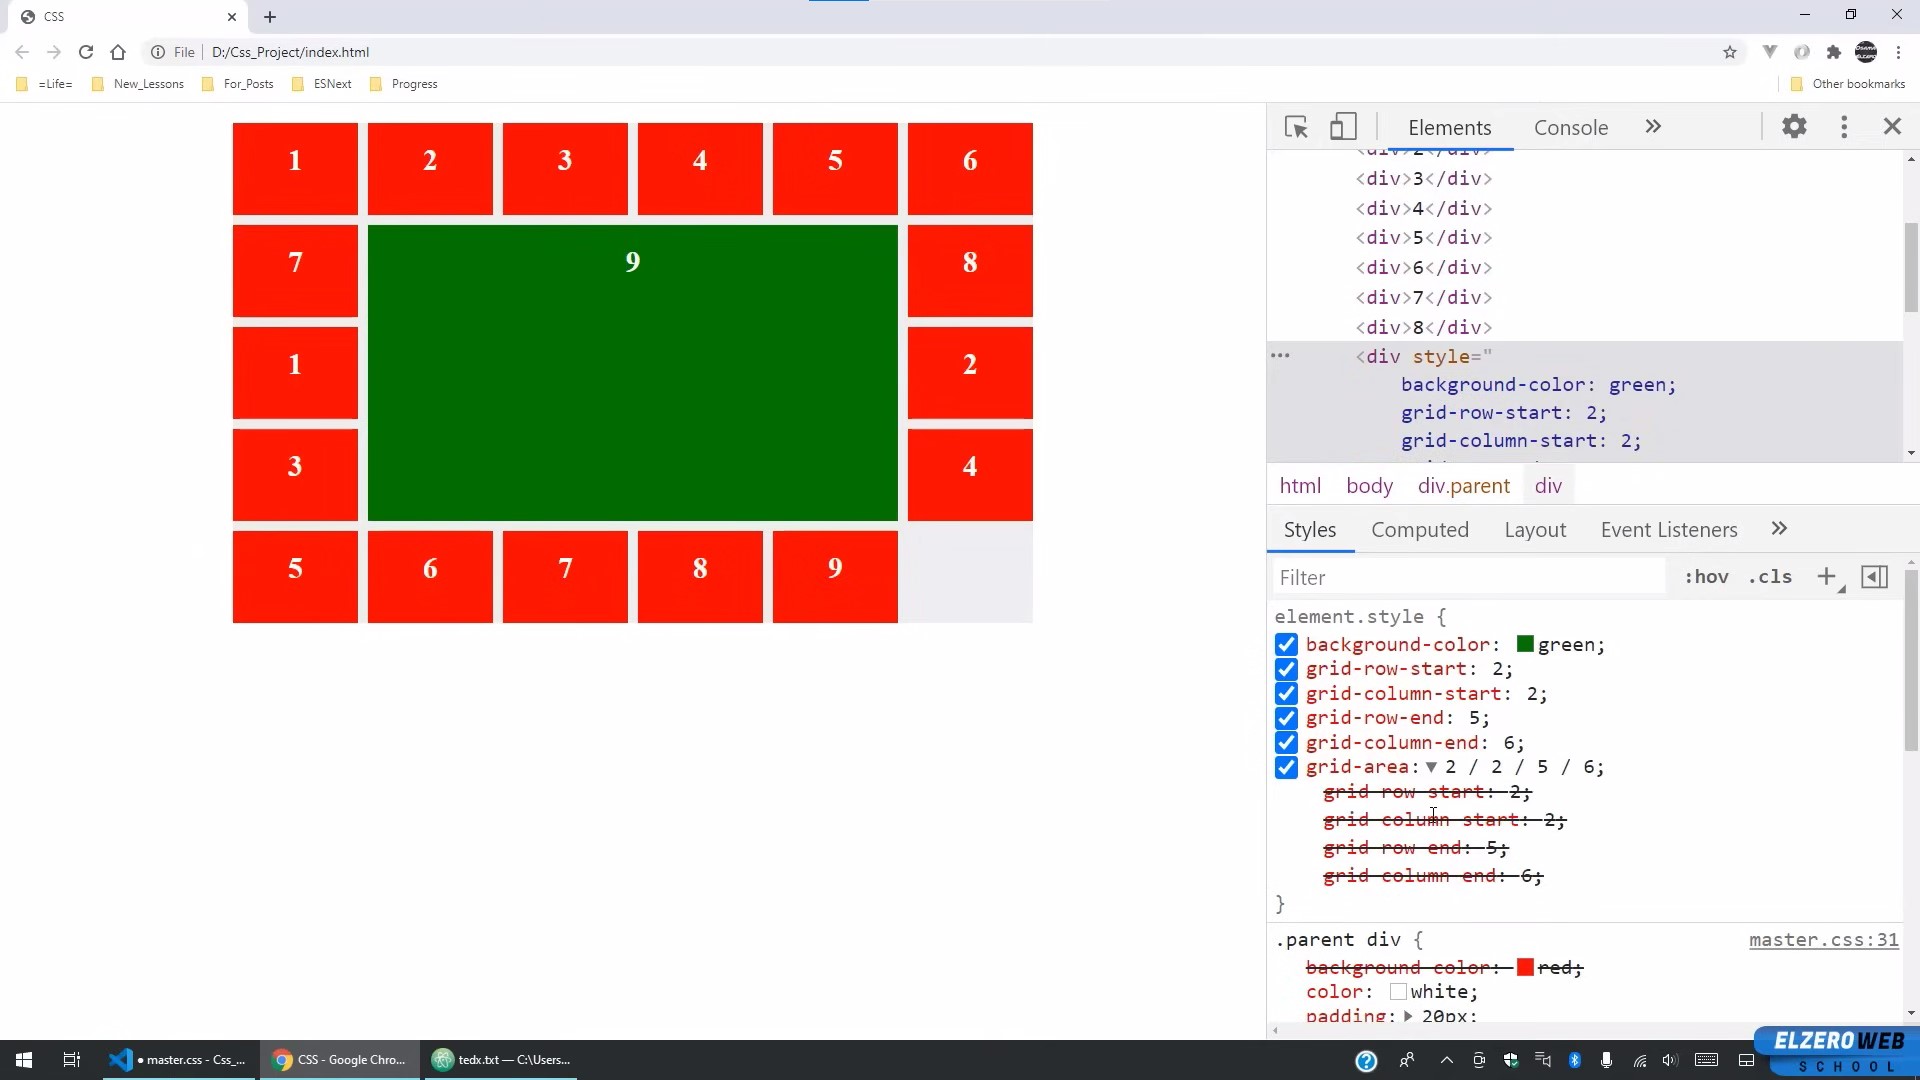 CSS
File D:/Css_Project/index.html
=Life= New_Lessons For_Posts ESNext Progress Other bookmarks
1 2 3 4 5 6
7 9 8
1 2
3 4
5 6 7 8 9
Elements Console
<div>2</div>
<div>3</div>
<div>4</div>
<div>5</div>
<div>6</div>
<div>7</div>
<div>8</div>
<div style="
background-color: green;
grid-row-start: 2;
grid-column-start: 2;
html body div.parent div
Styles Computed Layout Event Listeners
Filter :hov .cls
element.style {
background-color: green;
grid-row-start: 2;
grid-column-start: 2;
grid-row-end: 5;
grid-column-end: 6;
grid-area: 2 / 2 / 5 / 6;
grid-row-start: 2;
grid-column-start: 2;
grid-row-end: 5;
grid-column-end: 6;
}
.parent div { master.css:31
background-color: red;
color: white;
padding: 20px;
● master.css - Css_... CSS - Google Chro... tedx.txt — C:\Users...
ELZEROWEB
SCHOOL